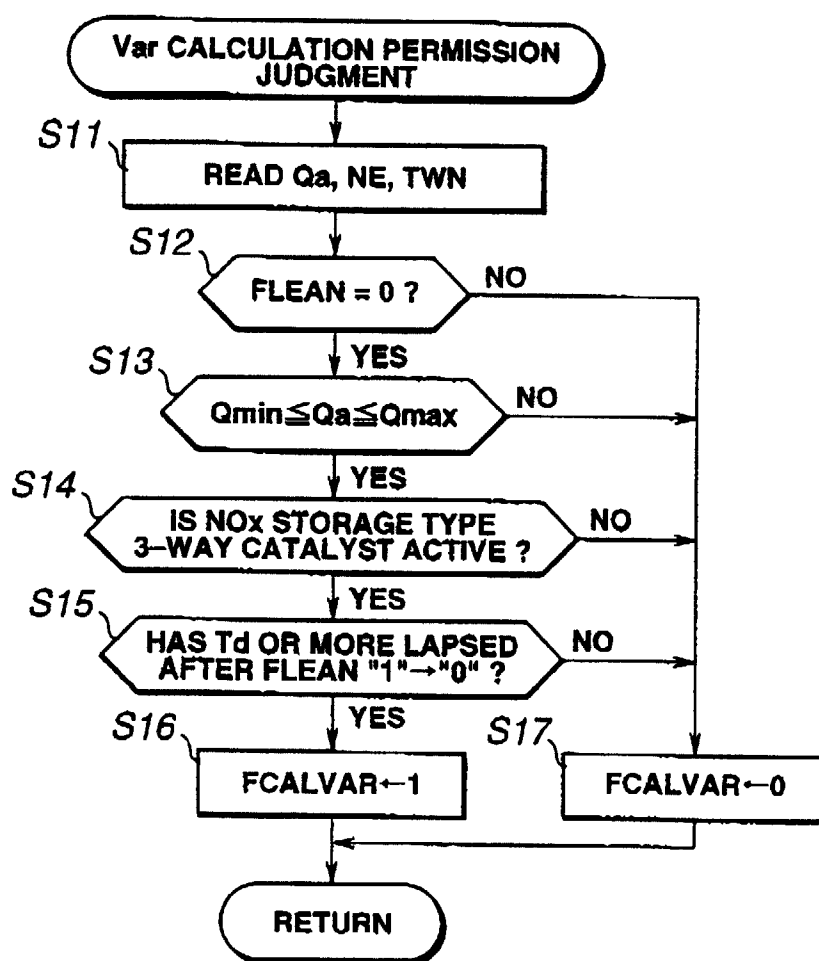 Var CALCULATION PERMISSION
JUDGMENT
S11
READ Qa, NE, TWN
S12
FLEAN = 0 ?
NO
YES
S13
Qmin≦Qa≦Qmax
NO
YES
S14
IS NOx STORAGE TYPE
3–WAY CATALYST ACTIVE ?
NO
YES
S15
HAS Td OR MORE LAPSED
AFTER FLEAN "1"→"0" ?
NO
YES
S16
FCALVAR←1
S17
FCALVAR←0
RETURN